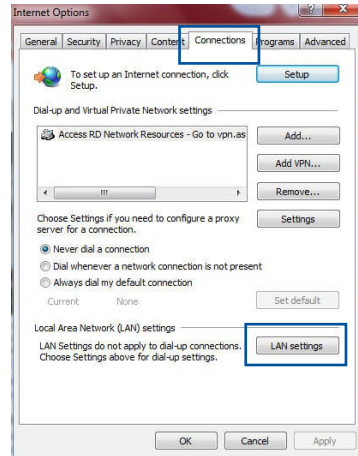 Internet Options
General Security Privacy Content Connections Programs Advanced
To set up an Internet connection, click
Setup.
Setup
Dial-up and Virtual Private Network settings
Access RD Network Resources - Go to vpn.as
Add...
Add VPN...
Remove...
Choose Settings if you need to configure a proxy
server for a connection.
Settings
Never dial a connection
Dial whenever a network connection is not present
Always dial my default connection
Current None
Set default
Local Area Network (LAN) settings
LAN Settings do not apply to dial-up connections.
Choose Settings above for dial-up settings.
LAN settings
OK Cancel Apply